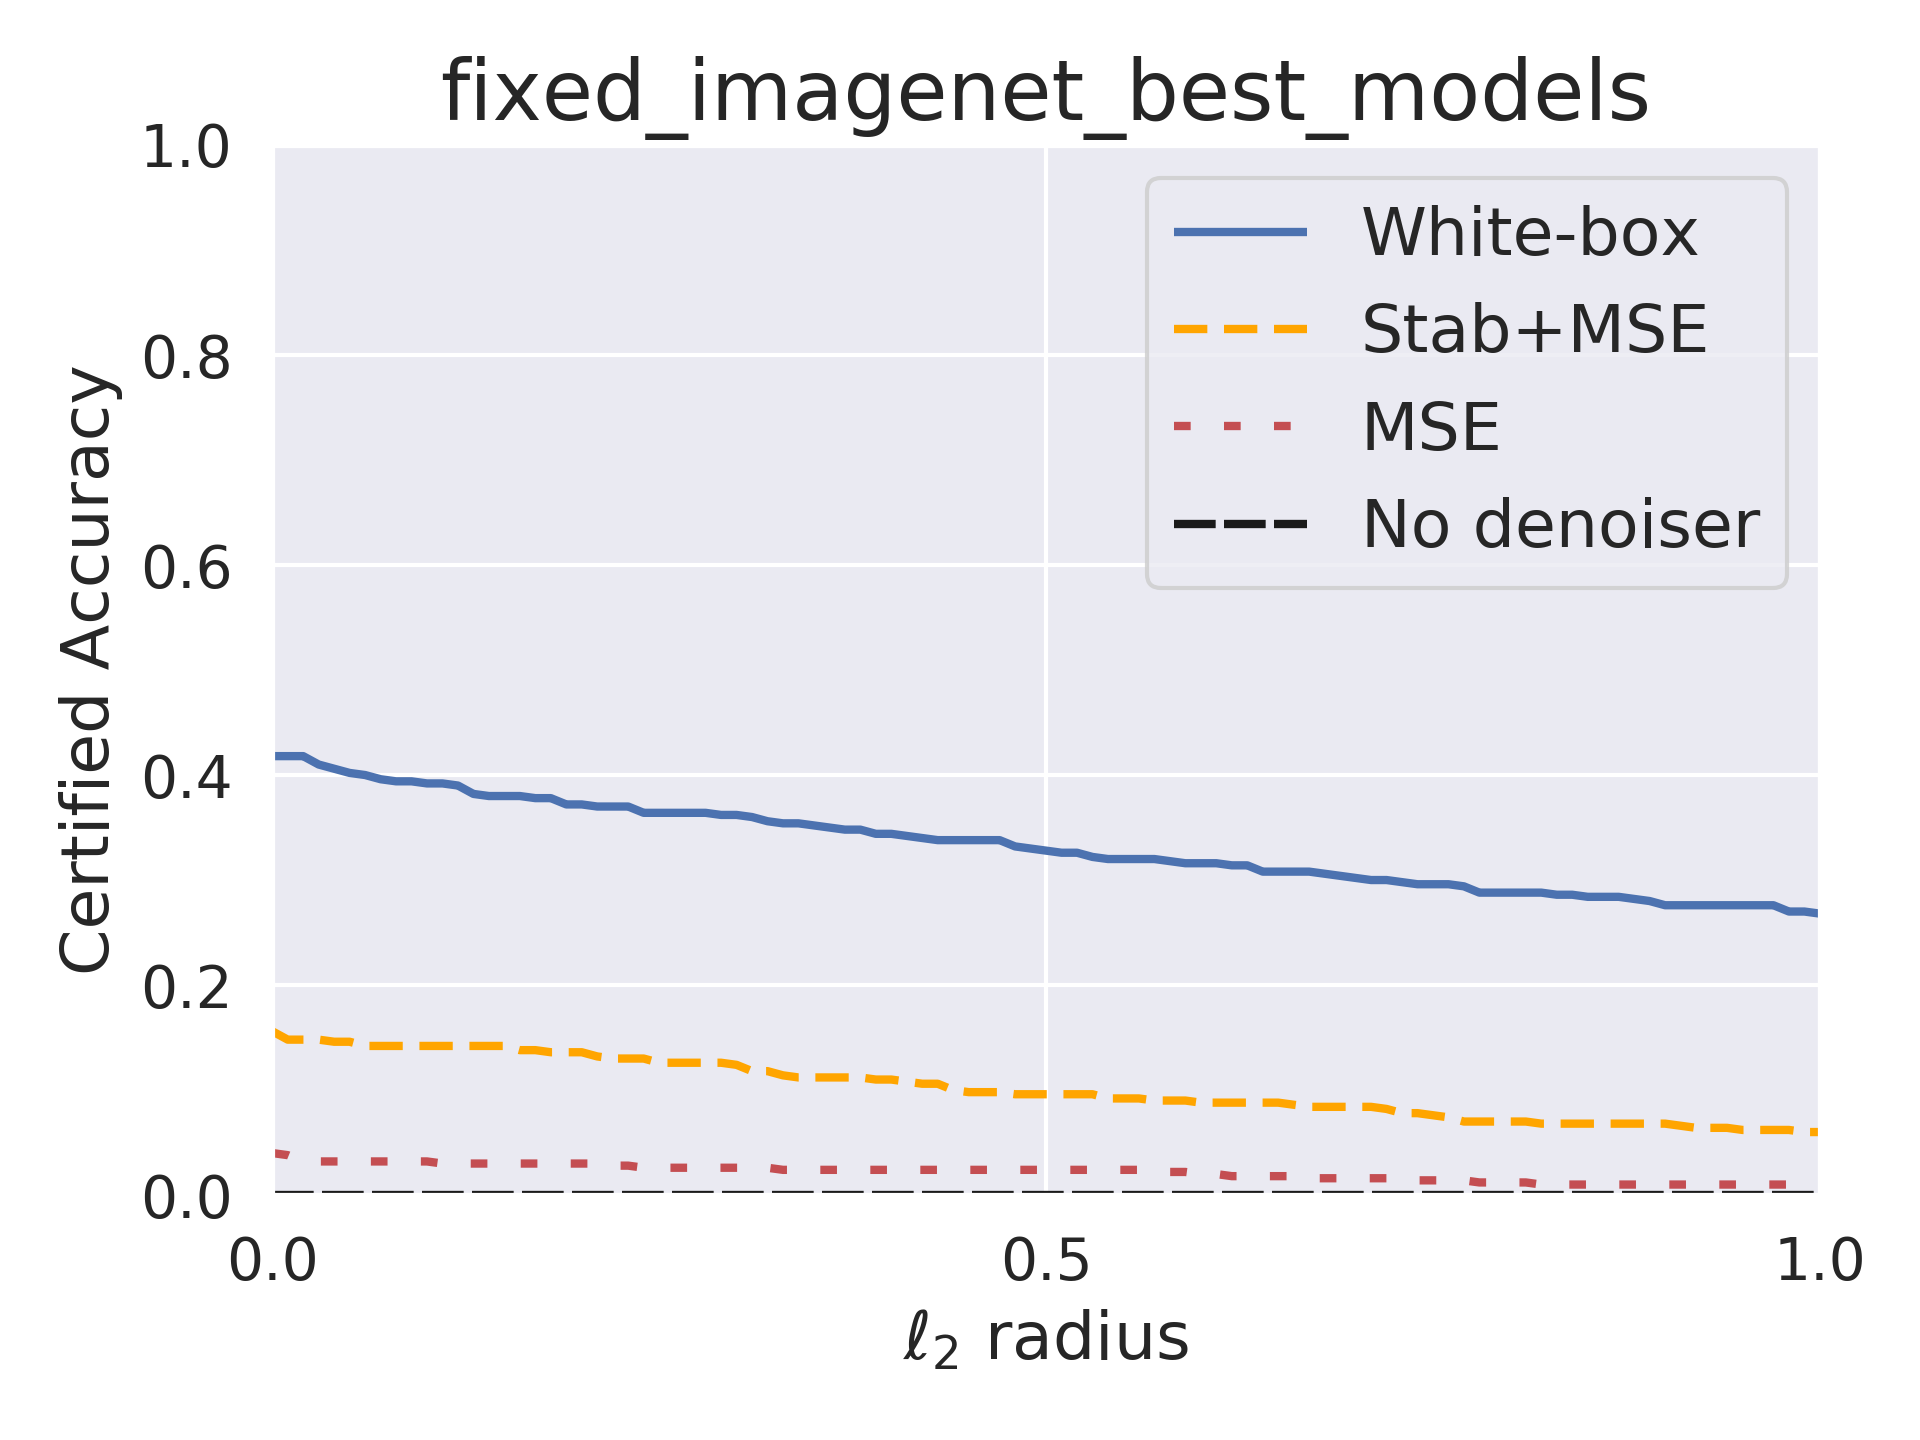 fixed_imagenet_best_models
1.0
0.8
0.6
0.4
0.2
0.0
Certified Accuracy
White-box
Stab+MSE
MSE
No denoiser
0.0 0.5 1.0
ℓ₂ radius